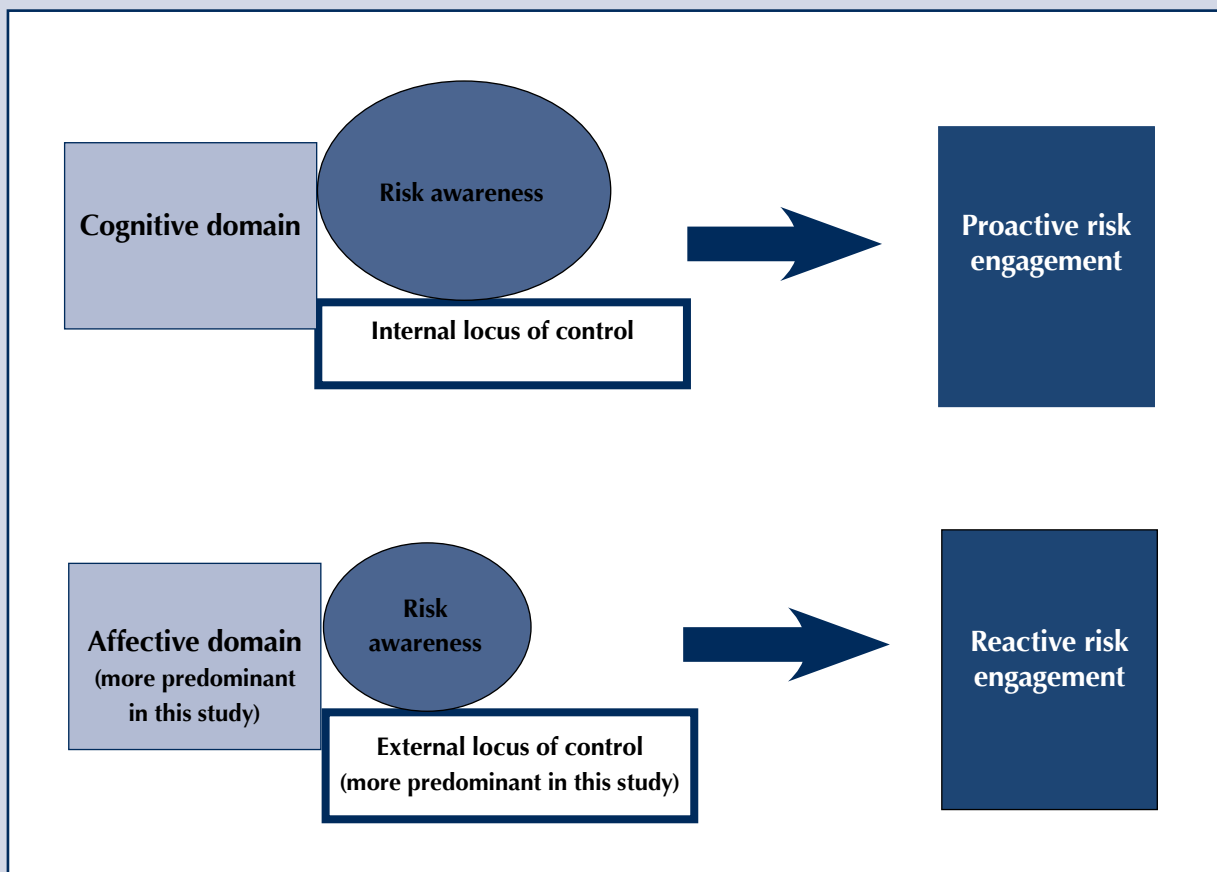 Cognitive domain
Risk awareness
Internal locus of control
Proactive risk
engagement
Affective domain
(more predominant
in this study)
Risk
awareness
External locus of control
(more predominant in this study)
Reactive risk
engagement